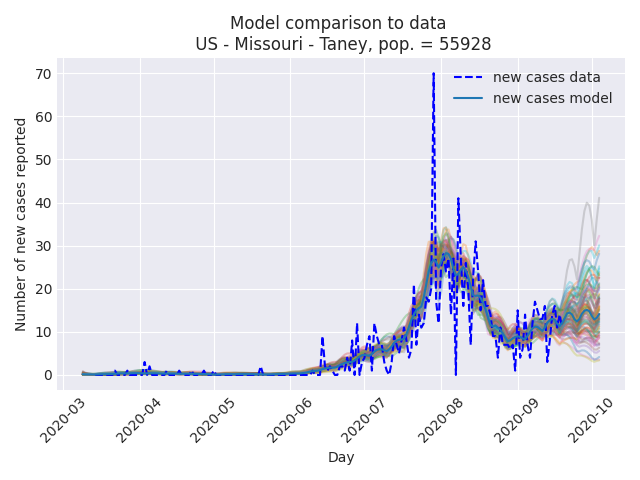 Model comparison to data
US - Missouri - Taney, pop. = 55928
new cases data
new cases model
Number of new cases reported
70
60
50
40
30
20
10
0
2020-03
2020-04
2020-05
2020-06
2020-07
2020-08
2020-09
2020-10
Day